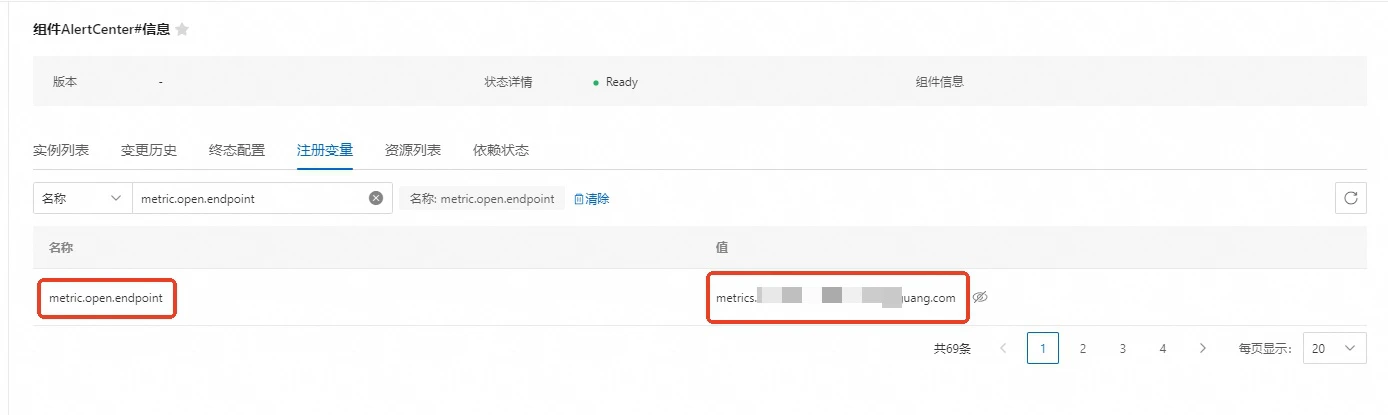 组件AlertCenter#信息
版本 - 状态详情 Ready 组件信息
实例列表 变更历史 终态配置 注册变量 资源列表 依赖状态
名称 metric.open.endpoint 名称: metric.open.endpoint 清除
名称 值
metric.open.endpoint metrics. uang.com
共69条 1 2 3 4 每页显示: 20